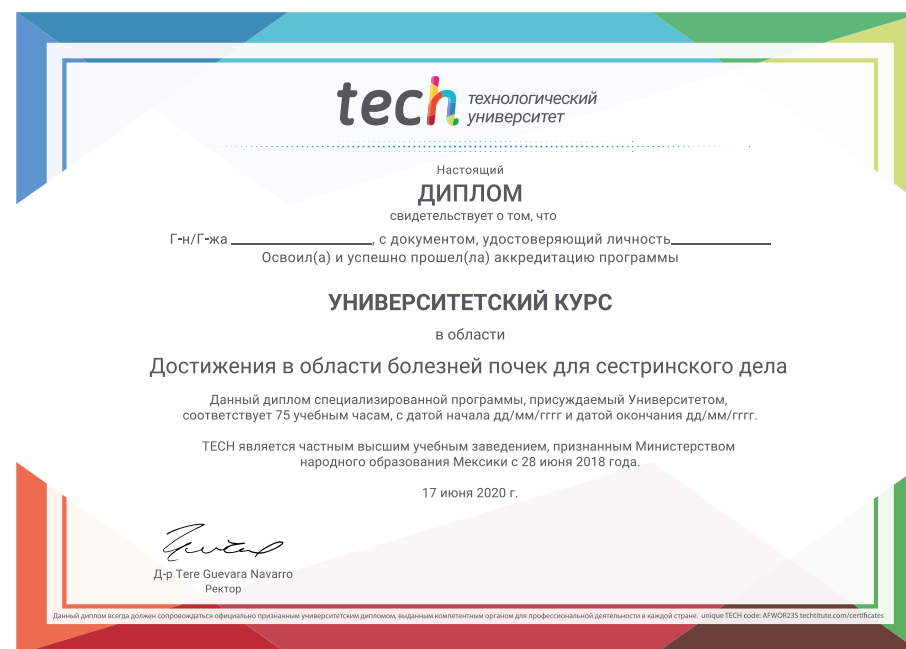 tech технологический
университет
Настоящий
ДИПЛОМ
свидетельствует о том, что
Г-н/Г-жа ____________________, с документом, удостоверяющий личность______________
Освоил(а) и успешно прошел(ла) аккредитацию программы
УНИВЕРСИТЕТСКИЙ КУРС
в области
Достижения в области болезней почек для сестринского дела
Данный диплом специализированной программы, присуждаемый Университетом,
соответствует 75 учебным часам, с датой начала дд/мм/гггг и датой окончания дд/мм/гггг.
TECH является частным высшим учебным заведением, признанным Министерством
народного образования Мексики с 28 июня 2018 года.
17 июня 2020 г.
Д-р Tere Guevara Navarro
Ректор
Данный диплом всегда должен сопровождаться официально признанным университетским дипломом, выданным компетентным органом для профессиональной деятельности в каждой стране. unique TECH code: AFWOR23S techtitute.com/certificates